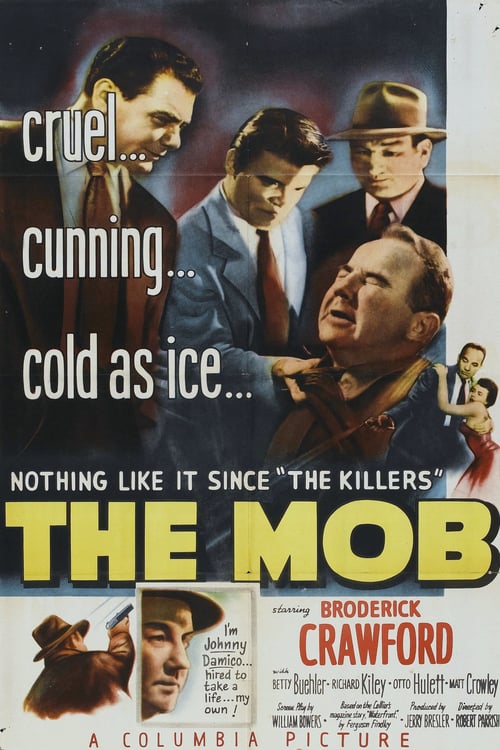 cruel...
cunning...
cold as ice...
NOTHING LIKE IT SINCE "THE KILLERS"
THE MOB
I'm
Johnny
Damico...
hired to
take a
life...my
own!
starring BRODERICK
CRAWFORD
with
BETTY Buehler · RICHARD Kiley · OTTO Hulett · MATT Crowley
Screen Play by
WILLIAM BOWERS
Based on the Collier's
magazine story, "Waterfront,"
by Ferguson Findley
Produced by
JERRY BRESLER
Directed by
ROBERT PARRISH
A COLUMBIA PICTURE